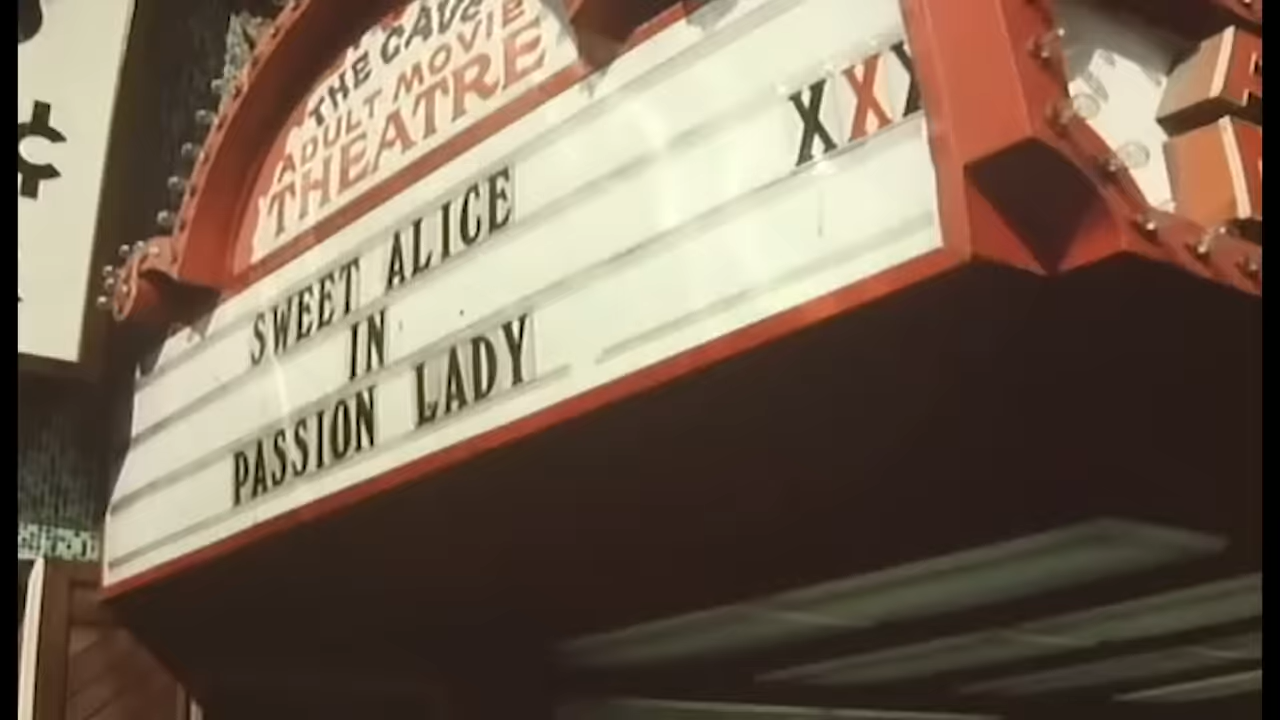 THE CAVE
ADULT MOVIE
THEATRE
XXX
SWEET ALICE
IN
PASSION LADY
¢